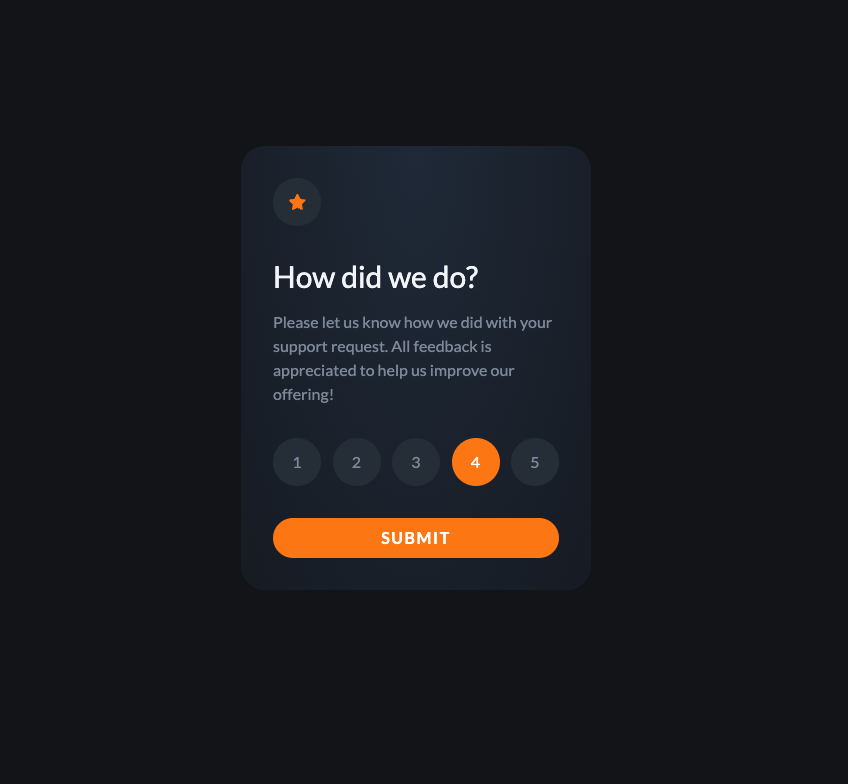 How did we do?
Please let us know how we did with your
support request. All feedback is
appreciated to help us improve our
offering!
1 2 3 4 5
SUBMIT